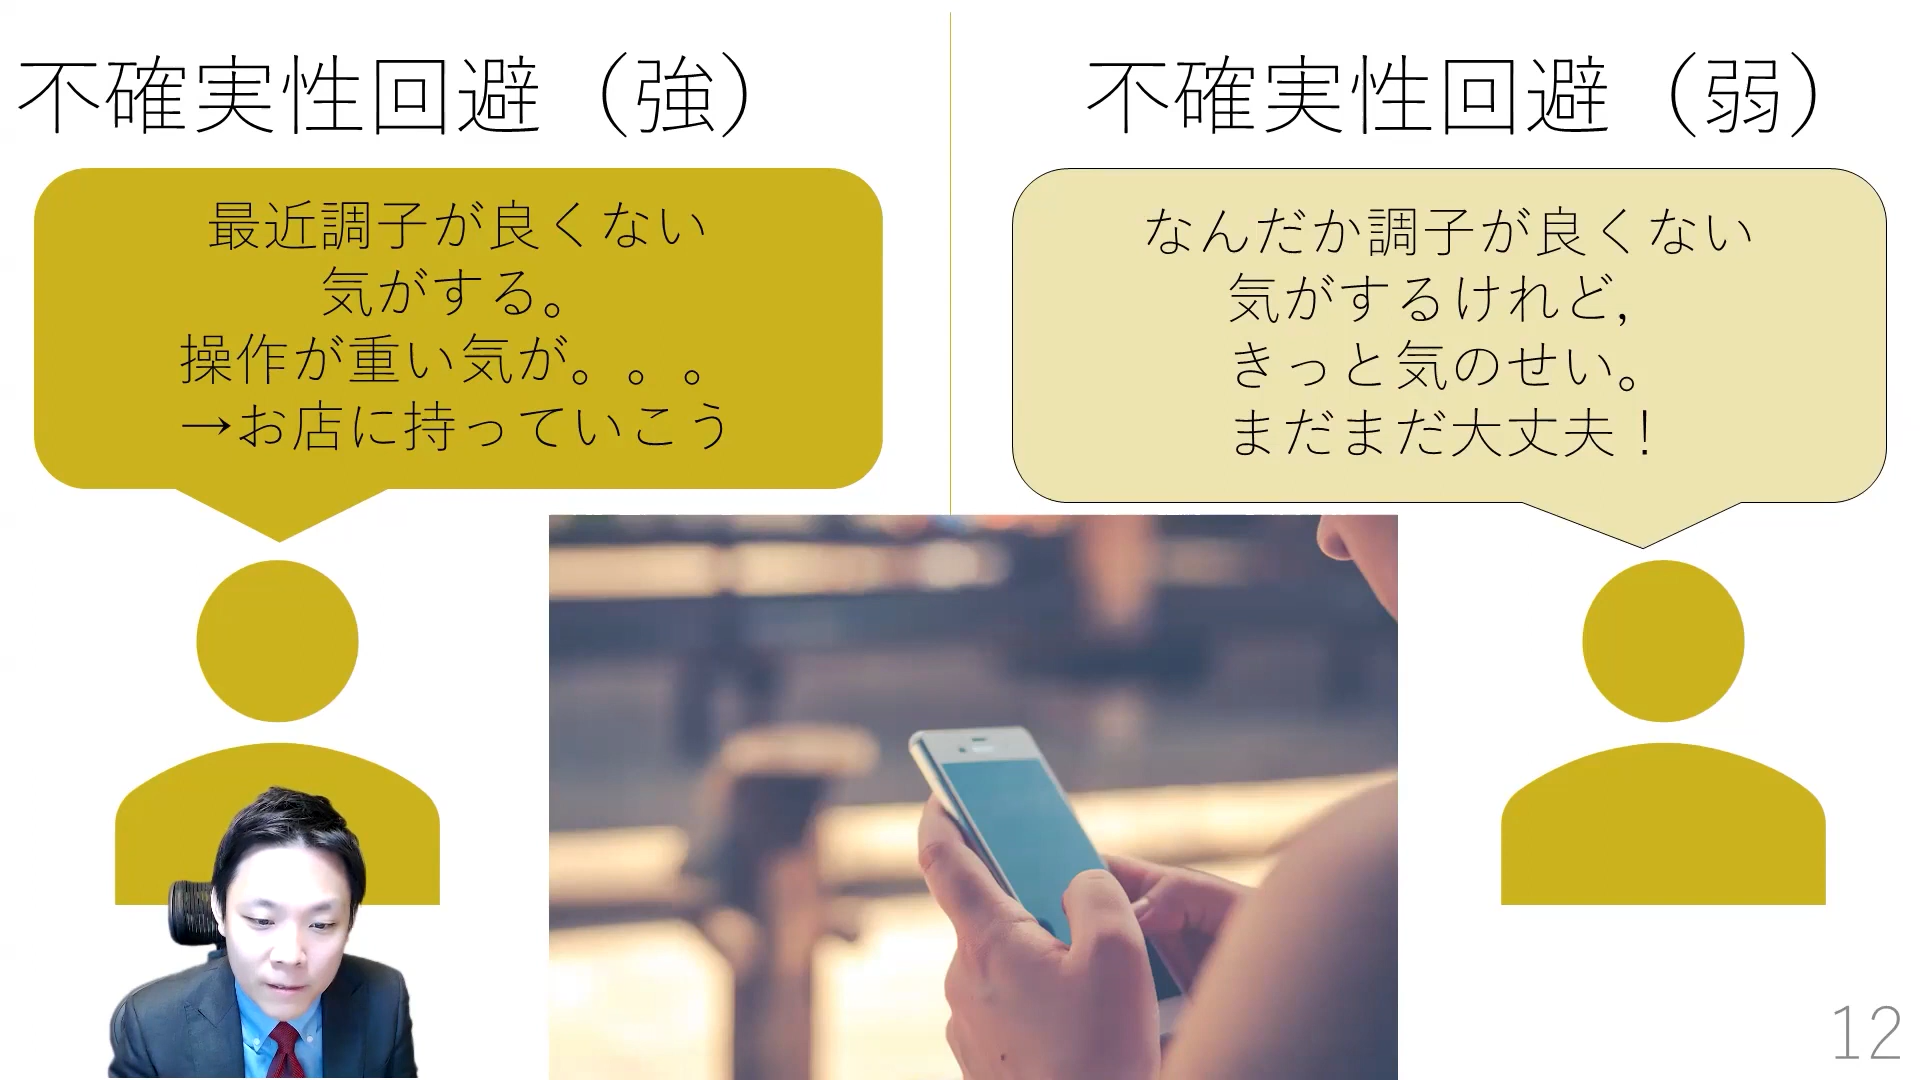 不確実性回避（強）
最近調子が良くない
気がする。
操作が重い気が。。。
→お店に持っていこう
不確実性回避（弱）
なんだか調子が良くない
気がするけれど，
きっと気のせい。
まだまだ大丈夫！
12